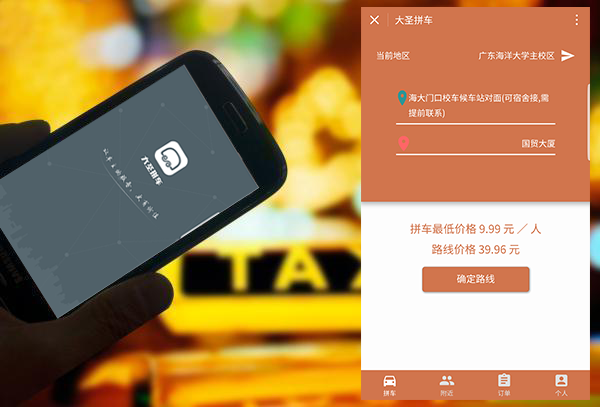 大圣拼车
SAMSUNG
TAX
大圣拼车
当前地区
广东海洋大学主校区
海大门口校车候车站对面(可宿舍接,需
提前联系)
国贸大厦
拼车最低价格 9.99 元 ／ 人
路线价格 39.96 元
确定路线
拼车
附近
订单
个人